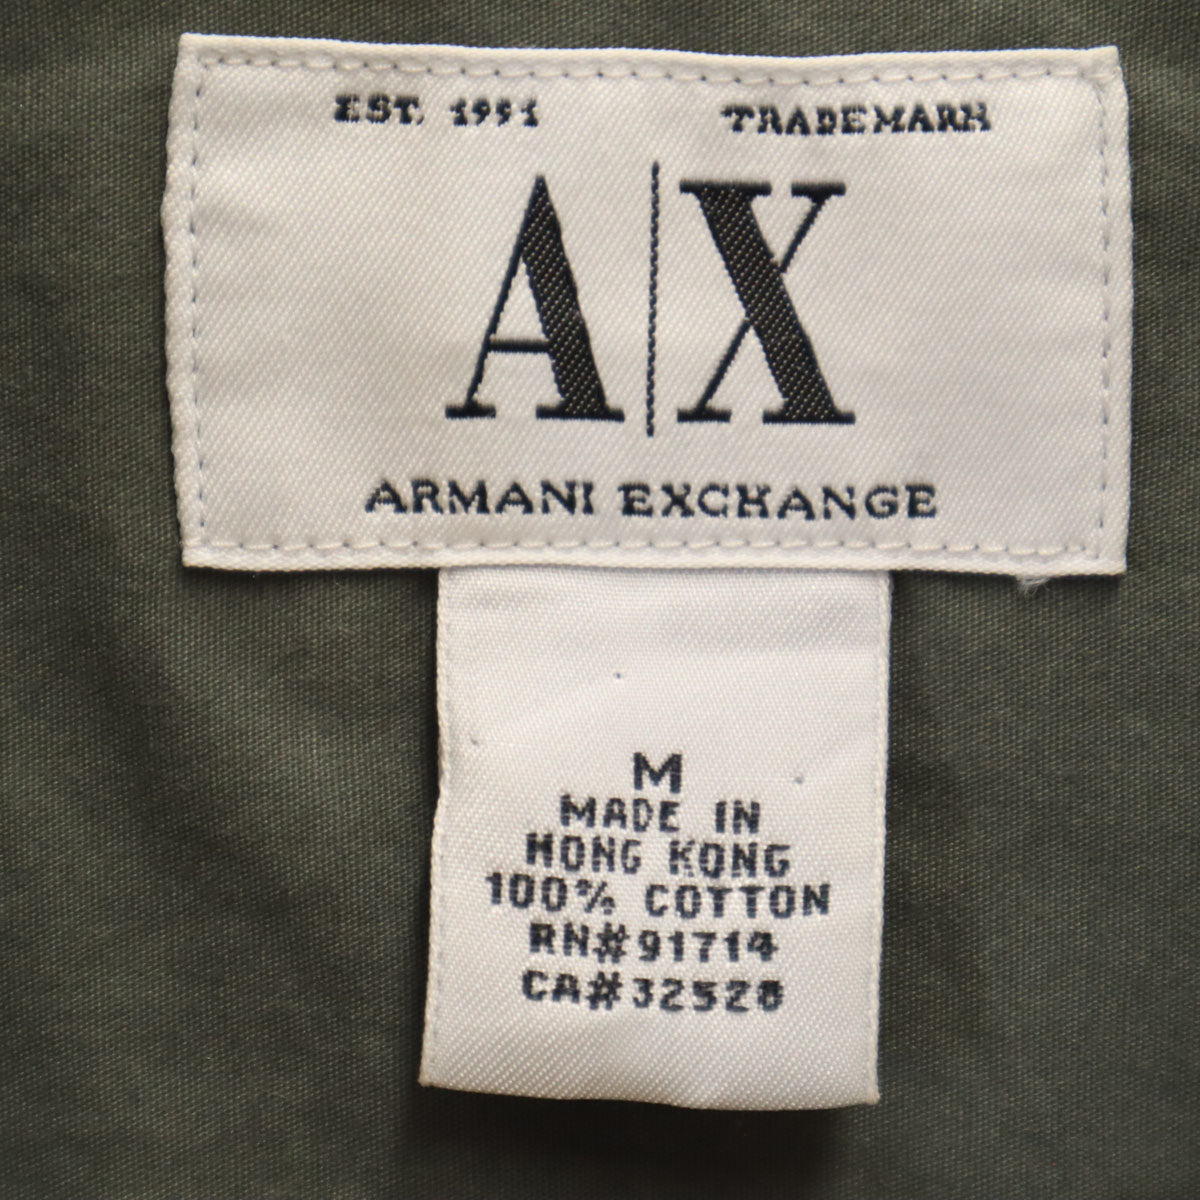 EST. 1991 TRADEMARK
A|X
ARMANI EXCHANGE
M
MADE IN
HONG KONG
100% COTTON
RN#91714
CA#32528